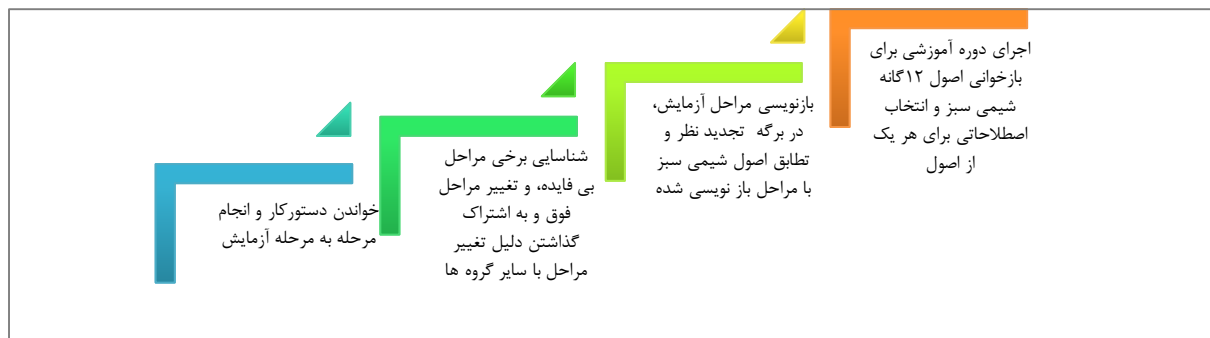 خواندن دستورکار و انجام
مرحله به مرحله آزمایش
شناسایی برخی مراحل
بی فایده، و تغییر مراحل
فوق و به اشتراک
گذاشتن دلیل تغییر
مراحل با سایر گروه ها
بازنویسی مراحل آزمایش،
در برگه تجدید نظر و
تطابق اصول شیمی سبز
با مراحل باز نویسی شده
اجرای دوره آموزشی برای
بازخوانی اصول ۱۲گانه
شیمی سبز و انتخاب
اصطلاحاتی برای هر یک
از اصول